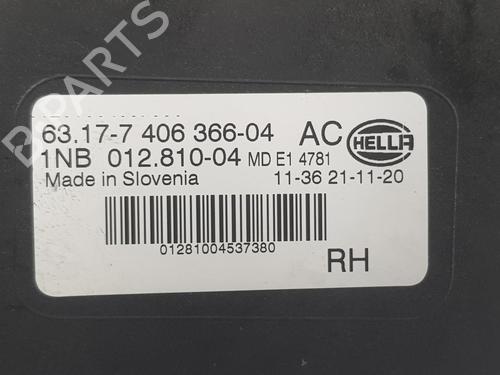 B-PARTS
63.17-7 406 366-04 AC HELLA
1NB 012.810-04 MD E1 4781
Made in Slovenia 11-36 21-11-20
01281004537380
RH